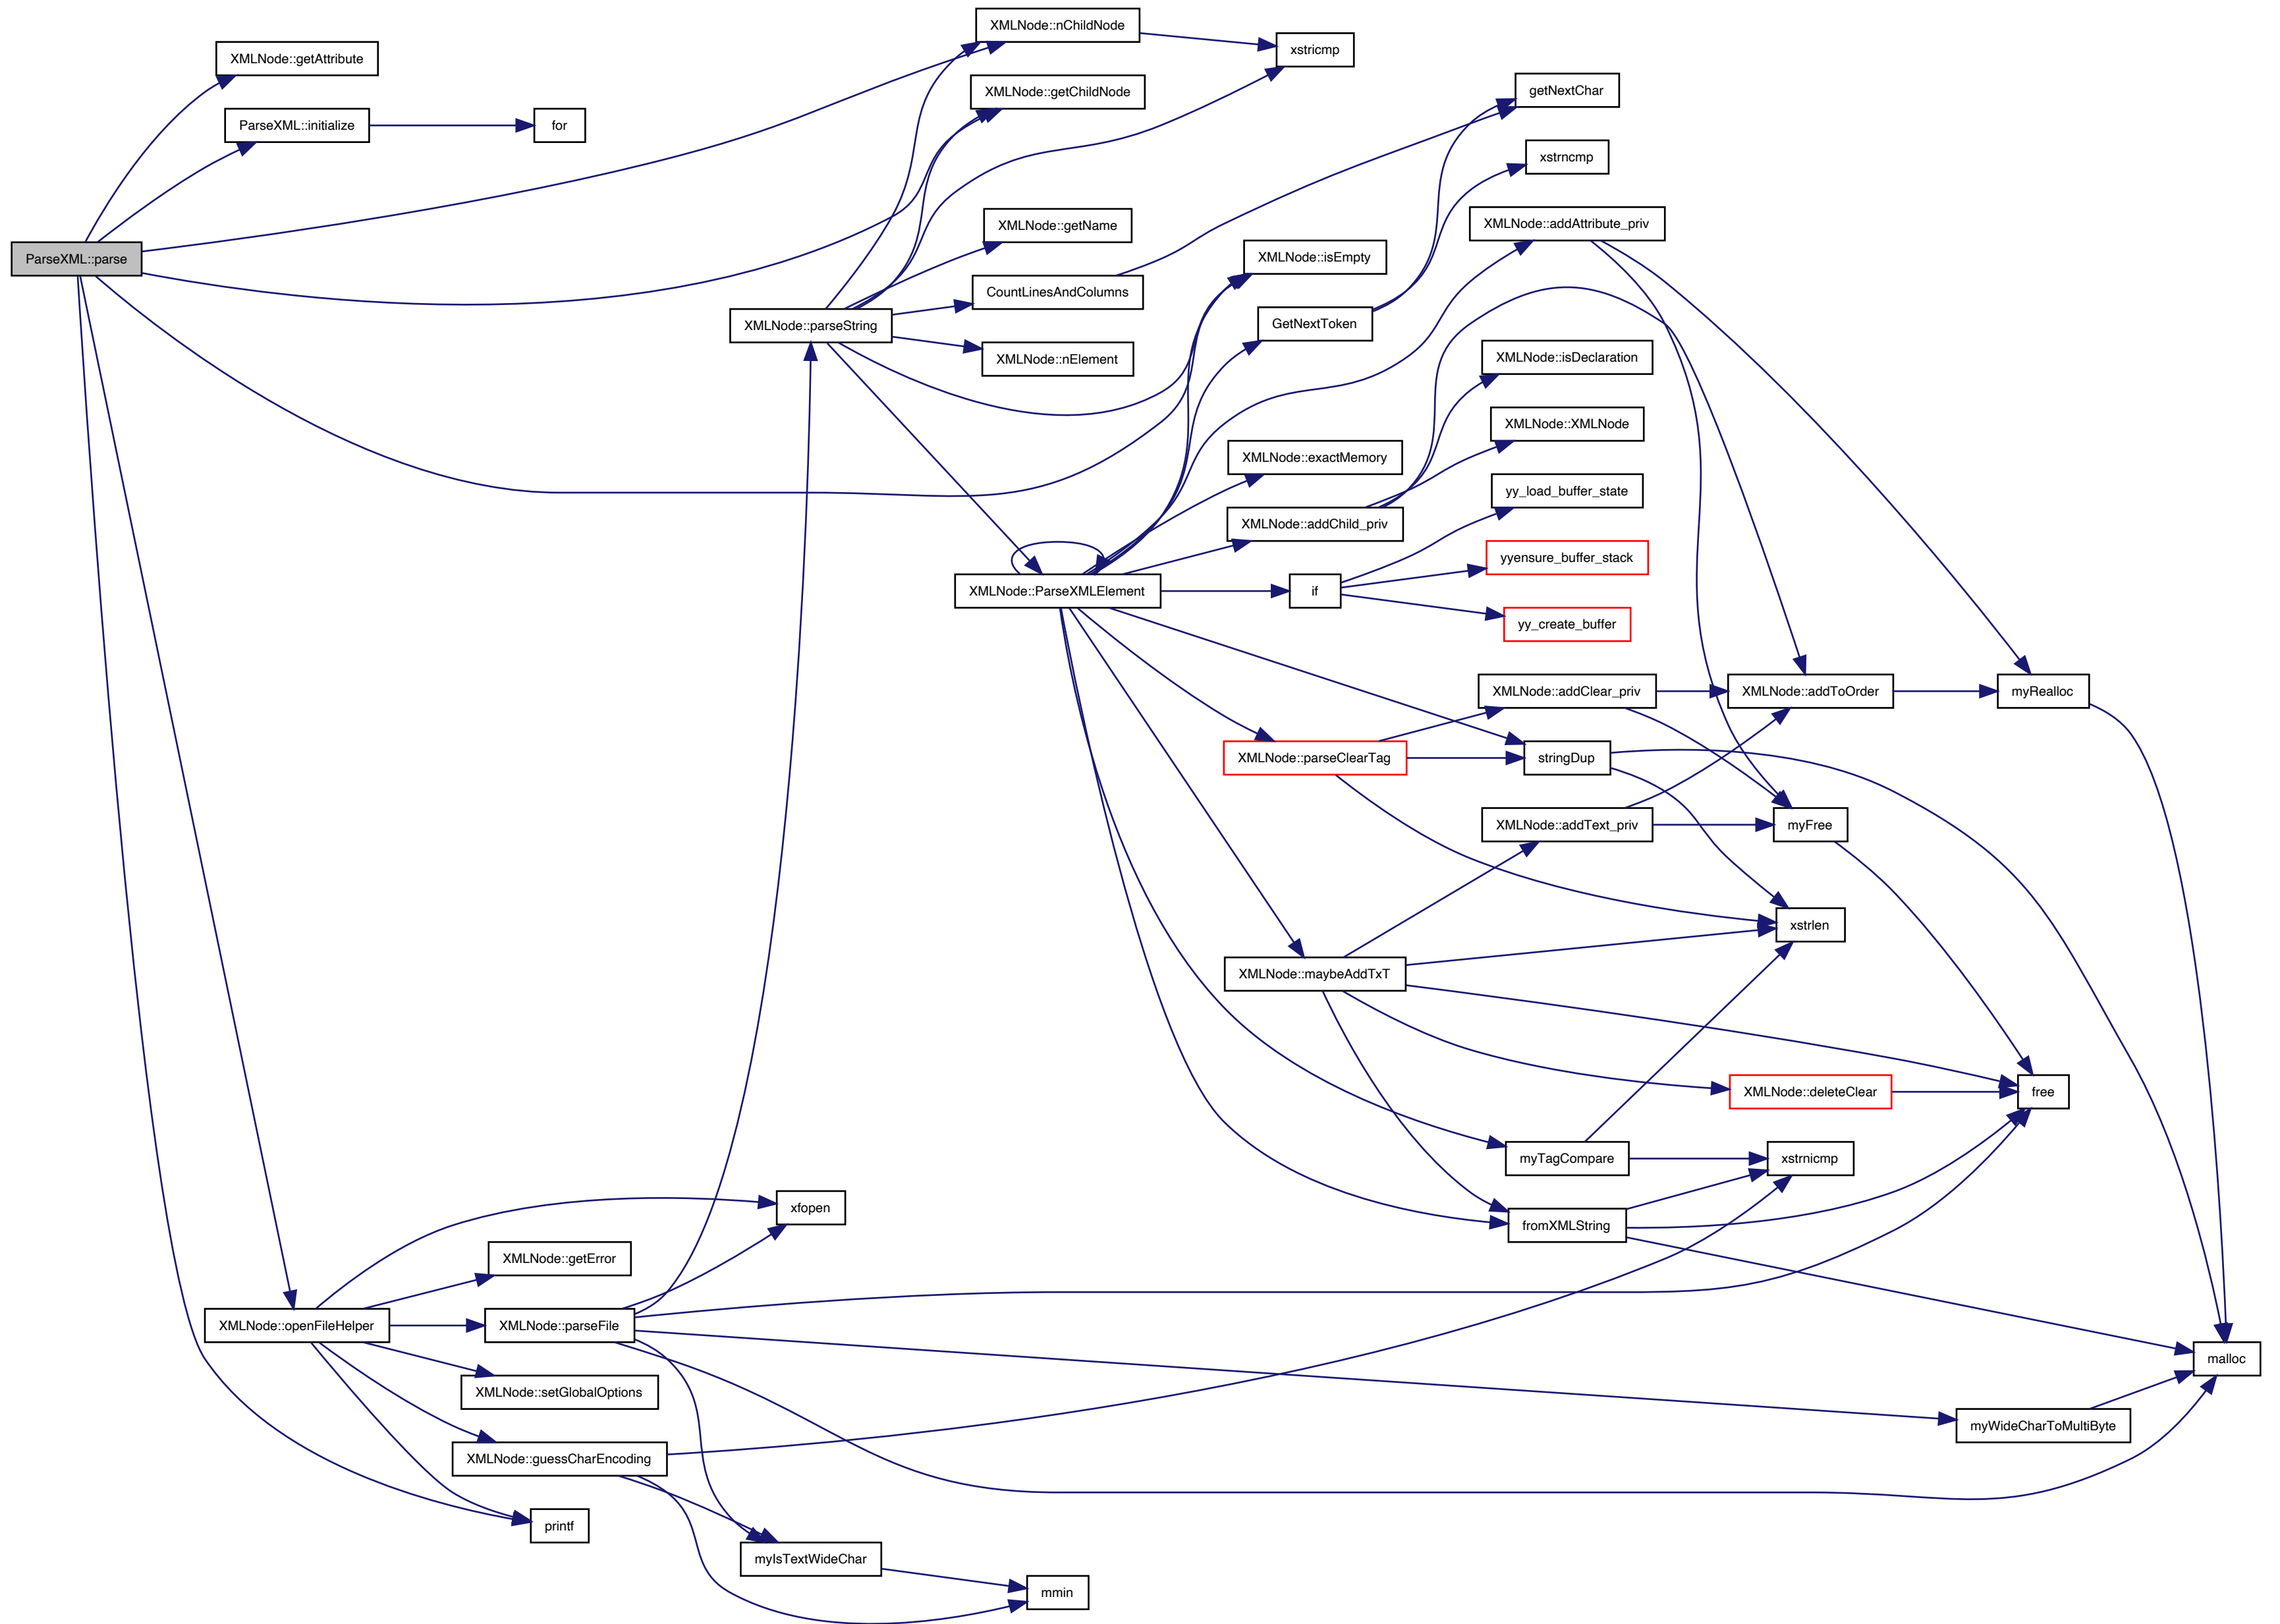 XMLNode::nChildNode
xstricmp
XMLNode::getAttribute
XMLNode::getChildNode
getNextChar
ParseXML::initialize
for
xstrncmp
XMLNode::getName
XMLNode::addAttribute_priv
ParseXML::parse
XMLNode::isEmpty
CountLinesAndColumns
XMLNode::parseString
GetNextToken
XMLNode::nElement
XMLNode::isDeclaration
XMLNode::XMLNode
XMLNode::exactMemory
yy_load_buffer_state
XMLNode::addChild_priv
yyensure_buffer_stack
XMLNode::ParseXMLElement
if
yy_create_buffer
XMLNode::addClear_priv
XMLNode::addToOrder
myRealloc
XMLNode::parseClearTag
stringDup
XMLNode::addText_priv
myFree
xstrlen
XMLNode::maybeAddTxT
XMLNode::deleteClear
free
myTagCompare
xstrnicmp
xfopen
fromXMLString
XMLNode::getError
XMLNode::openFileHelper
XMLNode::parseFile
malloc
XMLNode::setGlobalOptions
myWideCharToMultiByte
XMLNode::guessCharEncoding
printf
myIsTextWideChar
mmin